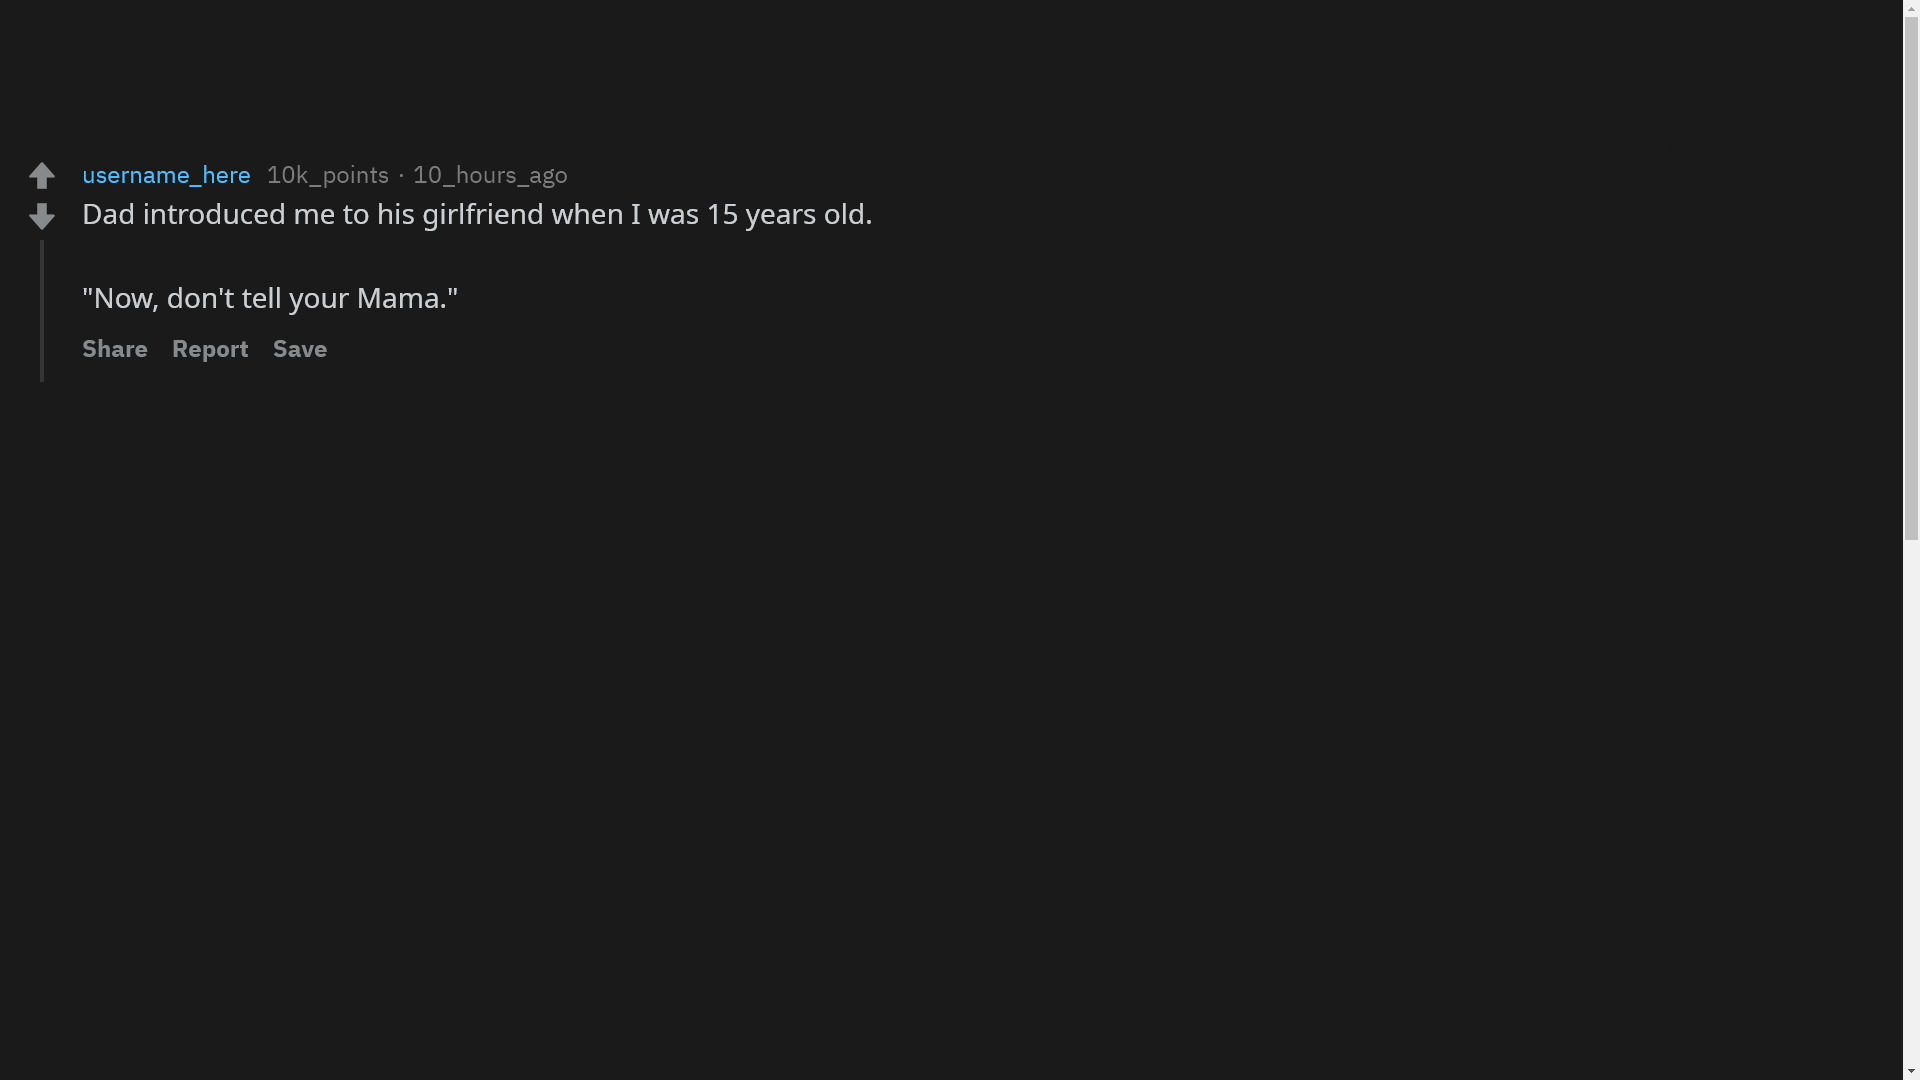 username_here 10k_points · 10_hours_ago
Dad introduced me to his girlfriend when I was 15 years old.
"Now, don't tell your Mama."
Share Report Save